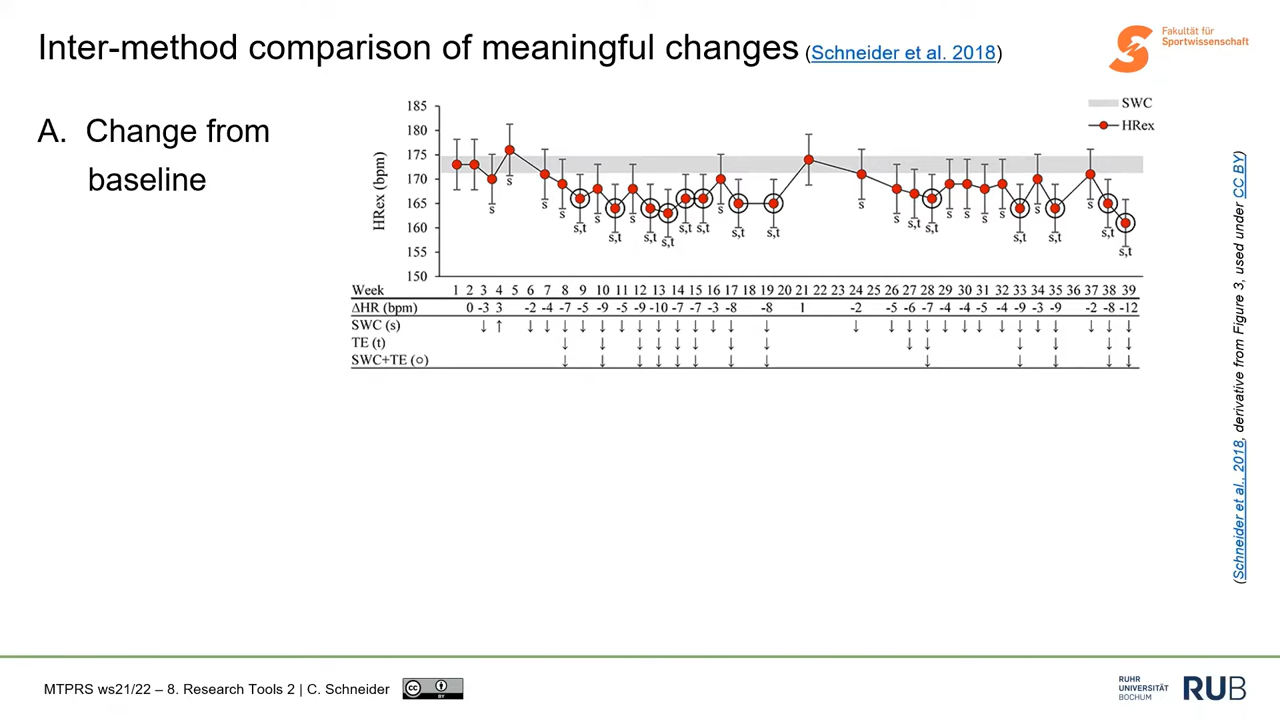 Inter-method comparison of meaningful changes (Schneider et al. 2018)
Fakultät für
Sportwissenschaft
A. Change from
baseline
SWC
HRex
HRex (bpm)
185
180
175
170
165
160
155
150
s
s
s
s
s,t
s
s,t
s
s,t
s,t
s,t
s,t
s
s,t
s,t
s
s
s,t
s,t
s
s
s
s
s,t
s
s,t
s
s,t
s,t
Week 1 2 3 4 5 6 7 8 9 10 11 12 13 14 15 16 17 18 19 20 21 22 23 24 25 26 27 28 29 30 31 32 33 34 35 36 37 38 39
ΔHR (bpm) 0 -3 3 -2 -4 -7 -5 -9 -5 -9 -10 -7 -7 -3 -8 -8 1 -2 -5 -6 -7 -4 -4 -5 -4 -9 -3 -9 -2 -8 -12
SWC (s) ↓ ↑ ↓ ↓ ↓ ↓ ↓ ↓ ↓ ↓ ↓ ↓ ↓ ↓ ↓ ↓ ↓ ↓ ↓ ↓ ↓ ↓ ↓ ↓ ↓ ↓ ↓ ↓ ↓
TE (t) ↓ ↓ ↓ ↓ ↓ ↓ ↓ ↓ ↓ ↓ ↓ ↓ ↓ ↓
SWC+TE (○) ↓ ↓ ↓ ↓ ↓ ↓ ↓ ↓ ↓ ↓ ↓ ↓ ↓
(Schneider et al., 2018, derivative from Figure 3, used under CC BY)
MTPRS ws21/22 – 8. Research Tools 2 | C. Schneider
cc
BY
RUHR
UNIVERSITÄT
BOCHUM
RUB